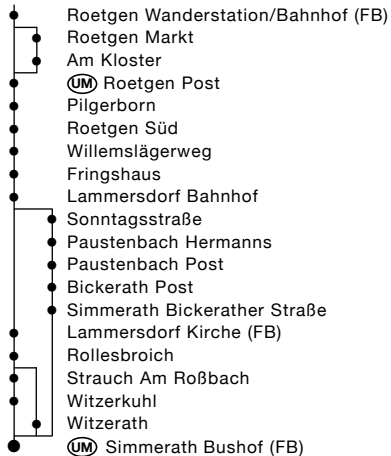 Roetgen Wanderstation/Bahnhof (FB)
Roetgen Markt
Am Kloster
UM Roetgen Post
Pilgerborn
Roetgen Süd
Willemslägerweg
Fringshaus
Lammersdorf Bahnhof
Sonntagsstraße
Paustenbach Hermanns
Paustenbach Post
Bickerath Post
Simmerath Bickerather Straße
Lammersdorf Kirche (FB)
Rollesbroich
Strauch Am Roßbach
Witzerkuhl
Witzerath
UM Simmerath Bushof (FB)